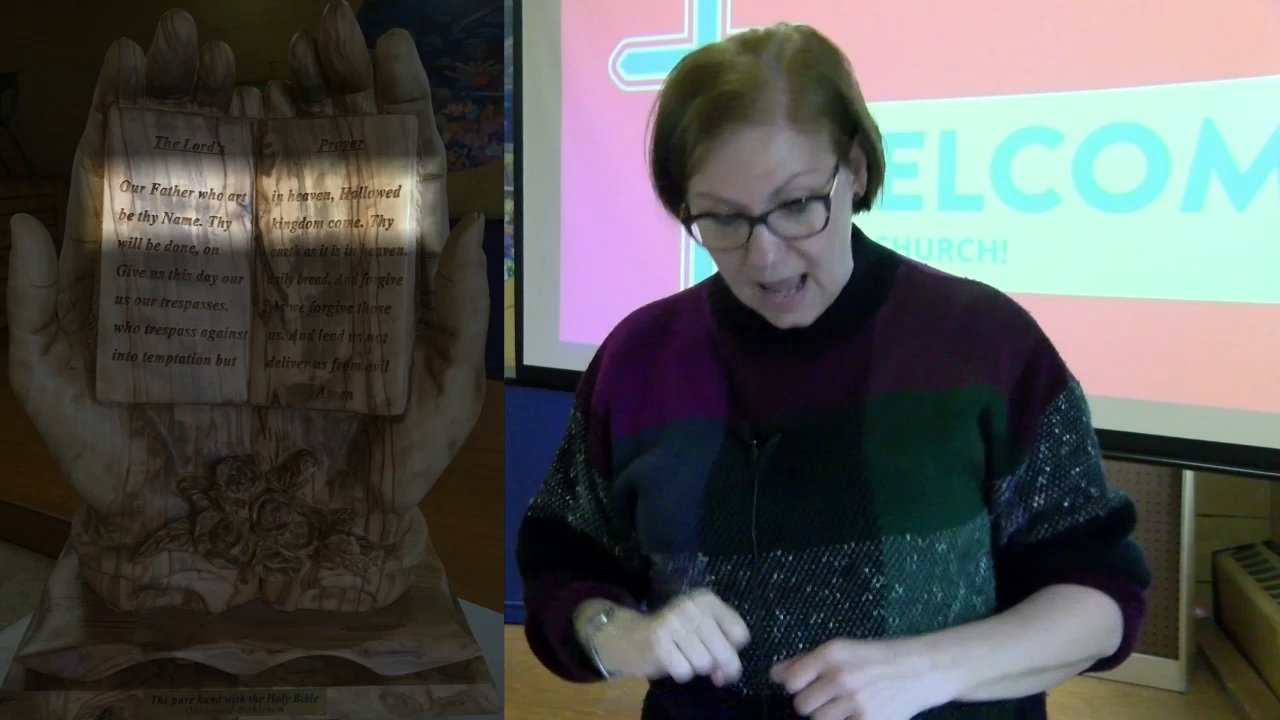 The Lord's Prayer
Our Father who art in heaven, Hallowed
be thy Name. Thy kingdom come. Thy
will be done, on earth as it is in heaven.
Give us this day our daily bread. And forgive
us our trespasses. As we forgive those
who trespass against us. And lead us not
into temptation but deliver us from evil
Amen
The pure hand with the Holy Bible
Olivewood-Bethlehem
ELCOM
CHURCH!